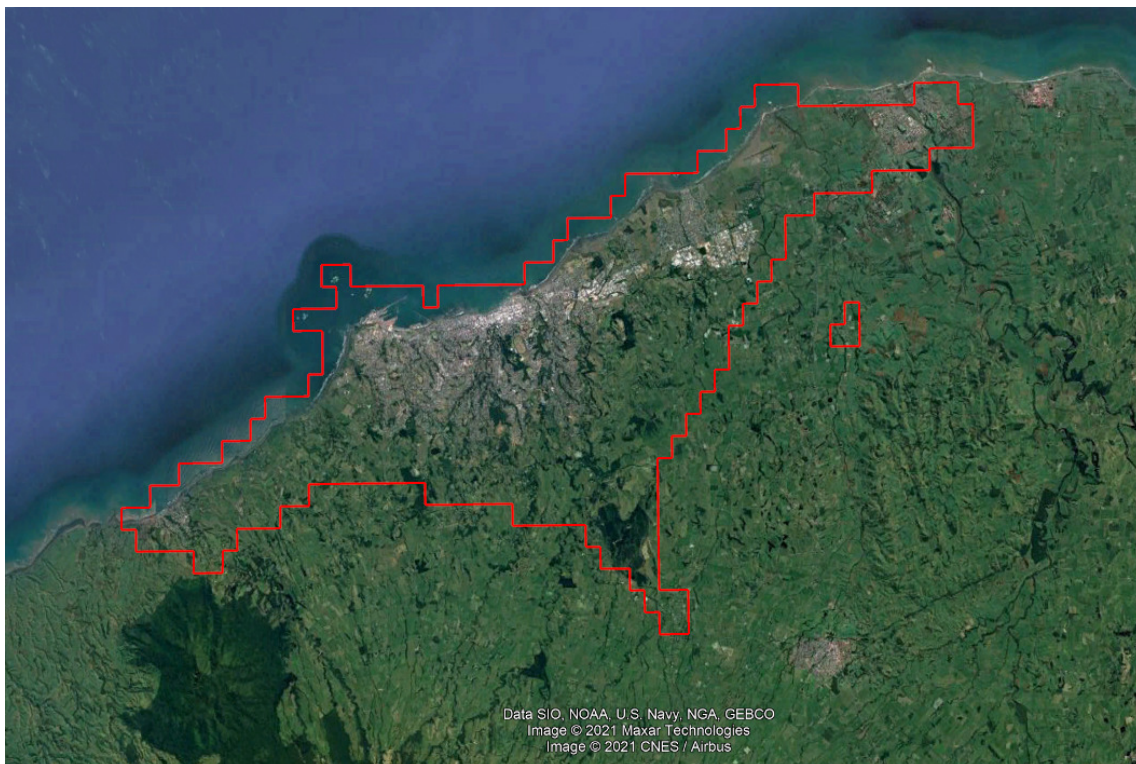 Data SIO, NOAA, U.S. Navy, NGA, GEBCO
Image © 2021 Maxar Technologies
Image © 2021 CNES / Airbus